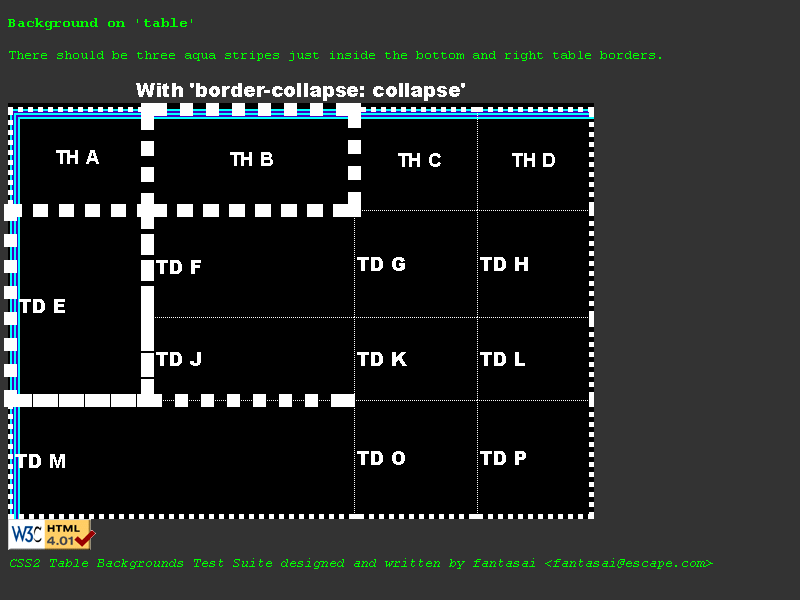 Background on 'table'
There should be three aqua stripes just inside the bottom and right table borders.
With 'border-collapse: collapse'
TH A TH B TH C TH D
TD F TD G TD H
TD E
TD J TD K TD L
TD M TD O TD P
W3C HTML 4.01
CSS2 Table Backgrounds Test Suite designed and written by fantasai <fantasai@escape.com>